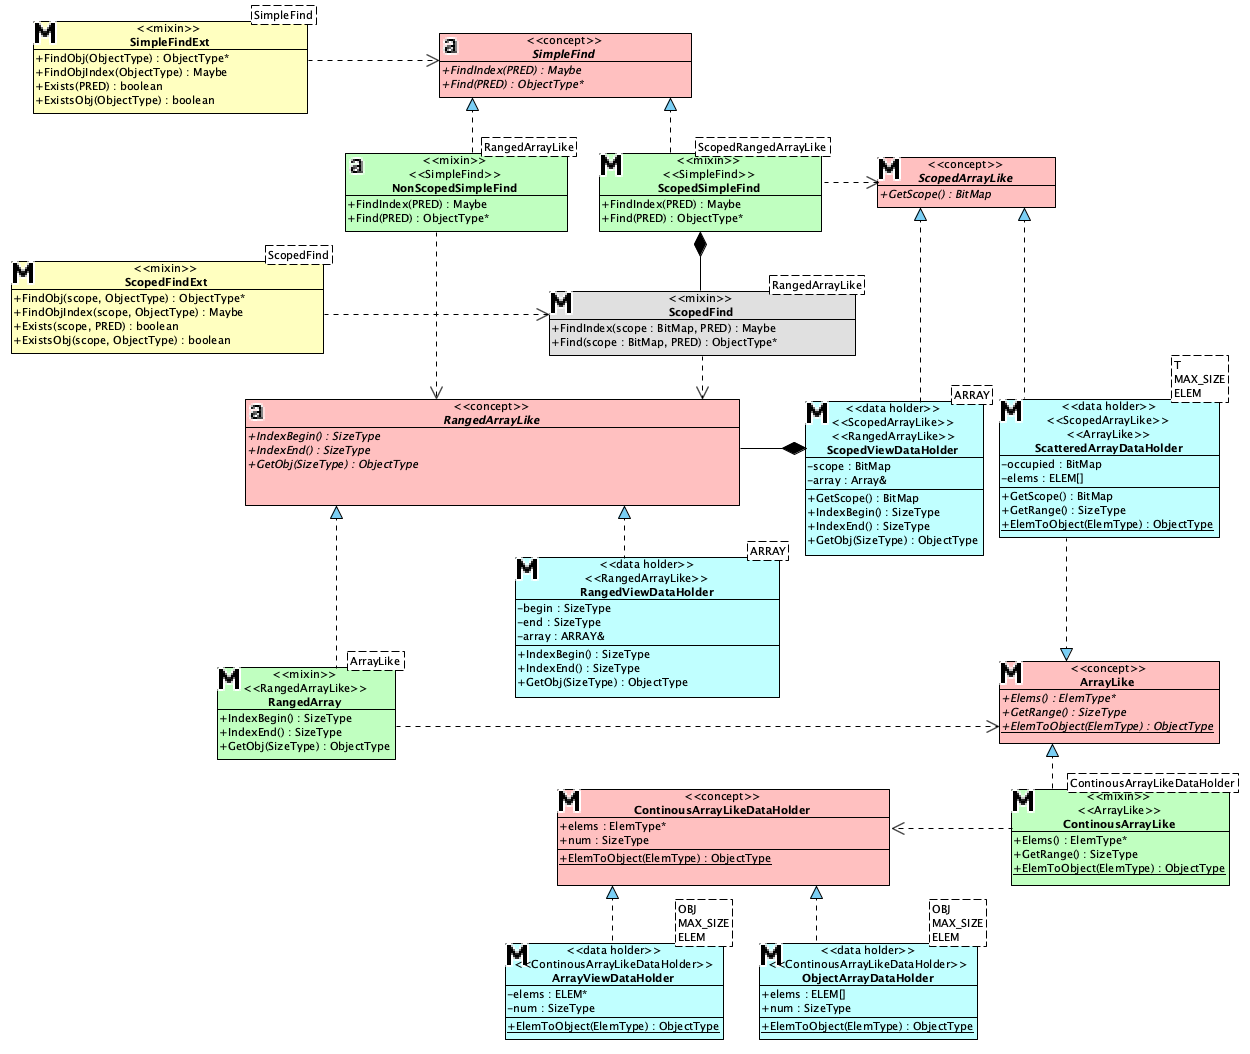 SimpleFind
M
<<mixin>>
SimpleFindExt
+FindObj(ObjectType) : ObjectType*
+FindObjIndex(ObjectType) : Maybe
+Exists(PRED) : boolean
+ExistsObj(ObjectType) : boolean
a
<<concept>>
SimpleFind
+FindIndex(PRED) : Maybe
+Find(PRED) : ObjectType*
RangedArrayLike
a
<<mixin>>
<<SimpleFind>>
NonScopedSimpleFind
+FindIndex(PRED) : Maybe
+Find(PRED) : ObjectType*
ScopedRangedArrayLike
M
<<mixin>>
<<SimpleFind>>
ScopedSimpleFind
+FindIndex(PRED) : Maybe
+Find(PRED) : ObjectType*
M
<<concept>>
ScopedArrayLike
+GetScope() : BitMap
ScopedFind
M
<<mixin>>
ScopedFindExt
+FindObj(scope, ObjectType) : ObjectType*
+FindObjIndex(scope, ObjectType) : Maybe
+Exists(scope, PRED) : boolean
+ExistsObj(scope, ObjectType) : boolean
RangedArrayLike
M
<<mixin>>
ScopedFind
+FindIndex(scope : BitMap, PRED) : Maybe
+Find(scope : BitMap, PRED) : ObjectType*
a
<<concept>>
RangedArrayLike
+IndexBegin() : SizeType
+IndexEnd() : SizeType
+GetObj(SizeType) : ObjectType
ARRAY
M
<<data holder>>
<<ScopedArrayLike>>
<<RangedArrayLike>>
ScopedViewDataHolder
-scope : BitMap
-array : Array&
+GetScope() : BitMap
+IndexBegin() : SizeType
+IndexEnd() : SizeType
+GetObj(SizeType) : ObjectType
T
MAX_SIZE
ELEM
M
<<data holder>>
<<ScopedArrayLike>>
<<ArrayLike>>
ScatteredArrayDataHolder
-occupied : BitMap
-elems : ELEM[]
+GetScope() : BitMap
+GetRange() : SizeType
+ElemToObject(ElemType) : ObjectType
ARRAY
M
<<data holder>>
<<RangedArrayLike>>
RangedViewDataHolder
-begin : SizeType
-end : SizeType
-array : ARRAY&
+IndexBegin() : SizeType
+IndexEnd() : SizeType
+GetObj(SizeType) : ObjectType
ArrayLike
M
<<mixin>>
<<RangedArrayLike>>
RangedArray
+IndexBegin() : SizeType
+IndexEnd() : SizeType
+GetObj(SizeType) : ObjectType
M
<<concept>>
ArrayLike
+Elems() : ElemType*
+GetRange() : SizeType
+ElemToObject(ElemType) : ObjectType
ContinousArrayLikeDataHolder
M
<<mixin>>
<<ArrayLike>>
ContinousArrayLike
+Elems() : ElemType*
+GetRange() : SizeType
+ElemToObject(ElemType) : ObjectType
M
<<concept>>
ContinousArrayLikeDataHolder
+elems : ElemType*
+num : SizeType
+ElemToObject(ElemType) : ObjectType
OBJ
MAX_SIZE
ELEM
M
<<data holder>>
<<ContinousArrayLikeDataHolder>>
ArrayViewDataHolder
-elems : ELEM*
-num : SizeType
+ElemToObject(ElemType) : ObjectType
OBJ
MAX_SIZE
ELEM
M
<<data holder>>
<<ContinousArrayLikeDataHolder>>
ObjectArrayDataHolder
+elems : ELEM[]
+num : SizeType
+ElemToObject(ElemType) : ObjectType